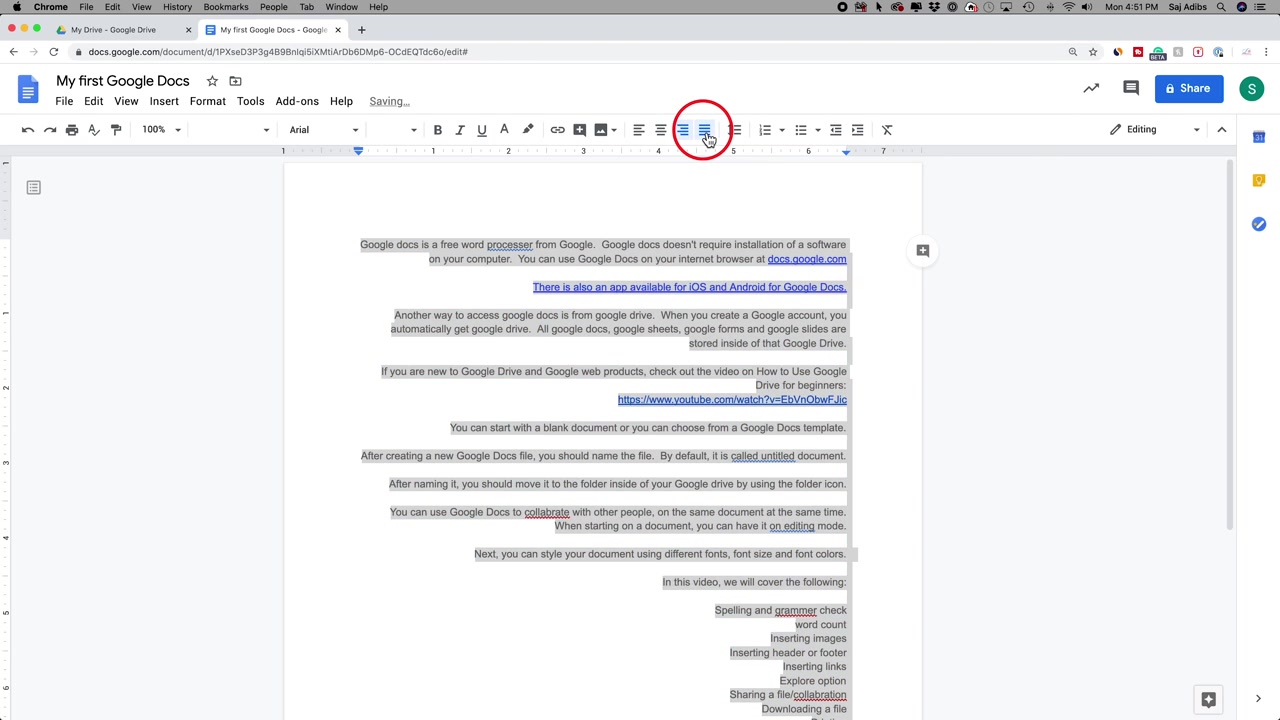 Chrome File Edit View History Bookmarks People Tab Window Help Mon 4:51 PM Saj Adibs
My Drive - Google Drive
My first Google Docs - Google
docs.google.com/document/d/1PXseD3P3g4B9BnIqi5iXMtiArDb6DMp6-OCdEQTdc6o/edit#
BETA
My first Google Docs
File Edit View Insert Format Tools Add-ons Help Saving...
Share
S
100% Arial B I U A Editing
1 1 2 3 4 5 6 7
Google docs is a free word processer from Google. Google docs doesn't require installation of a software
on your computer. You can use Google Docs on your internet browser at docs.google.com
There is also an app available for iOS and Android for Google Docs.
Another way to access google docs is from google drive. When you create a Google account, you
automatically get google drive. All google docs, google sheets, google forms and google slides are
stored inside of that Google Drive.
If you are new to Google Drive and Google web products, check out the video on How to Use Google
Drive for beginners:
https://www.youtube.com/watch?v=EbVnObwFJic
You can start with a blank document or you can choose from a Google Docs template.
After creating a new Google Docs file, you should name the file. By default, it is called untitled document.
After naming it, you should move it to the folder inside of your Google drive by using the folder icon.
You can use Google Docs to collabrate with other people, on the same document at the same time.
When starting on a document, you can have it on editing mode.
Next, you can style your document using different fonts, font size and font colors.
In this video, we will cover the following:
Spelling and grammer check
word count
Inserting images
Inserting header or footer
Inserting links
Explore option
Sharing a file/collabration
Downloading a file